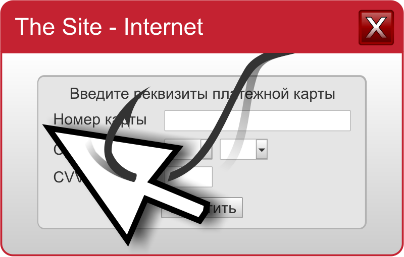 The Site - Internet
Введите реквизиты платежной карты
Номер карты
CVV